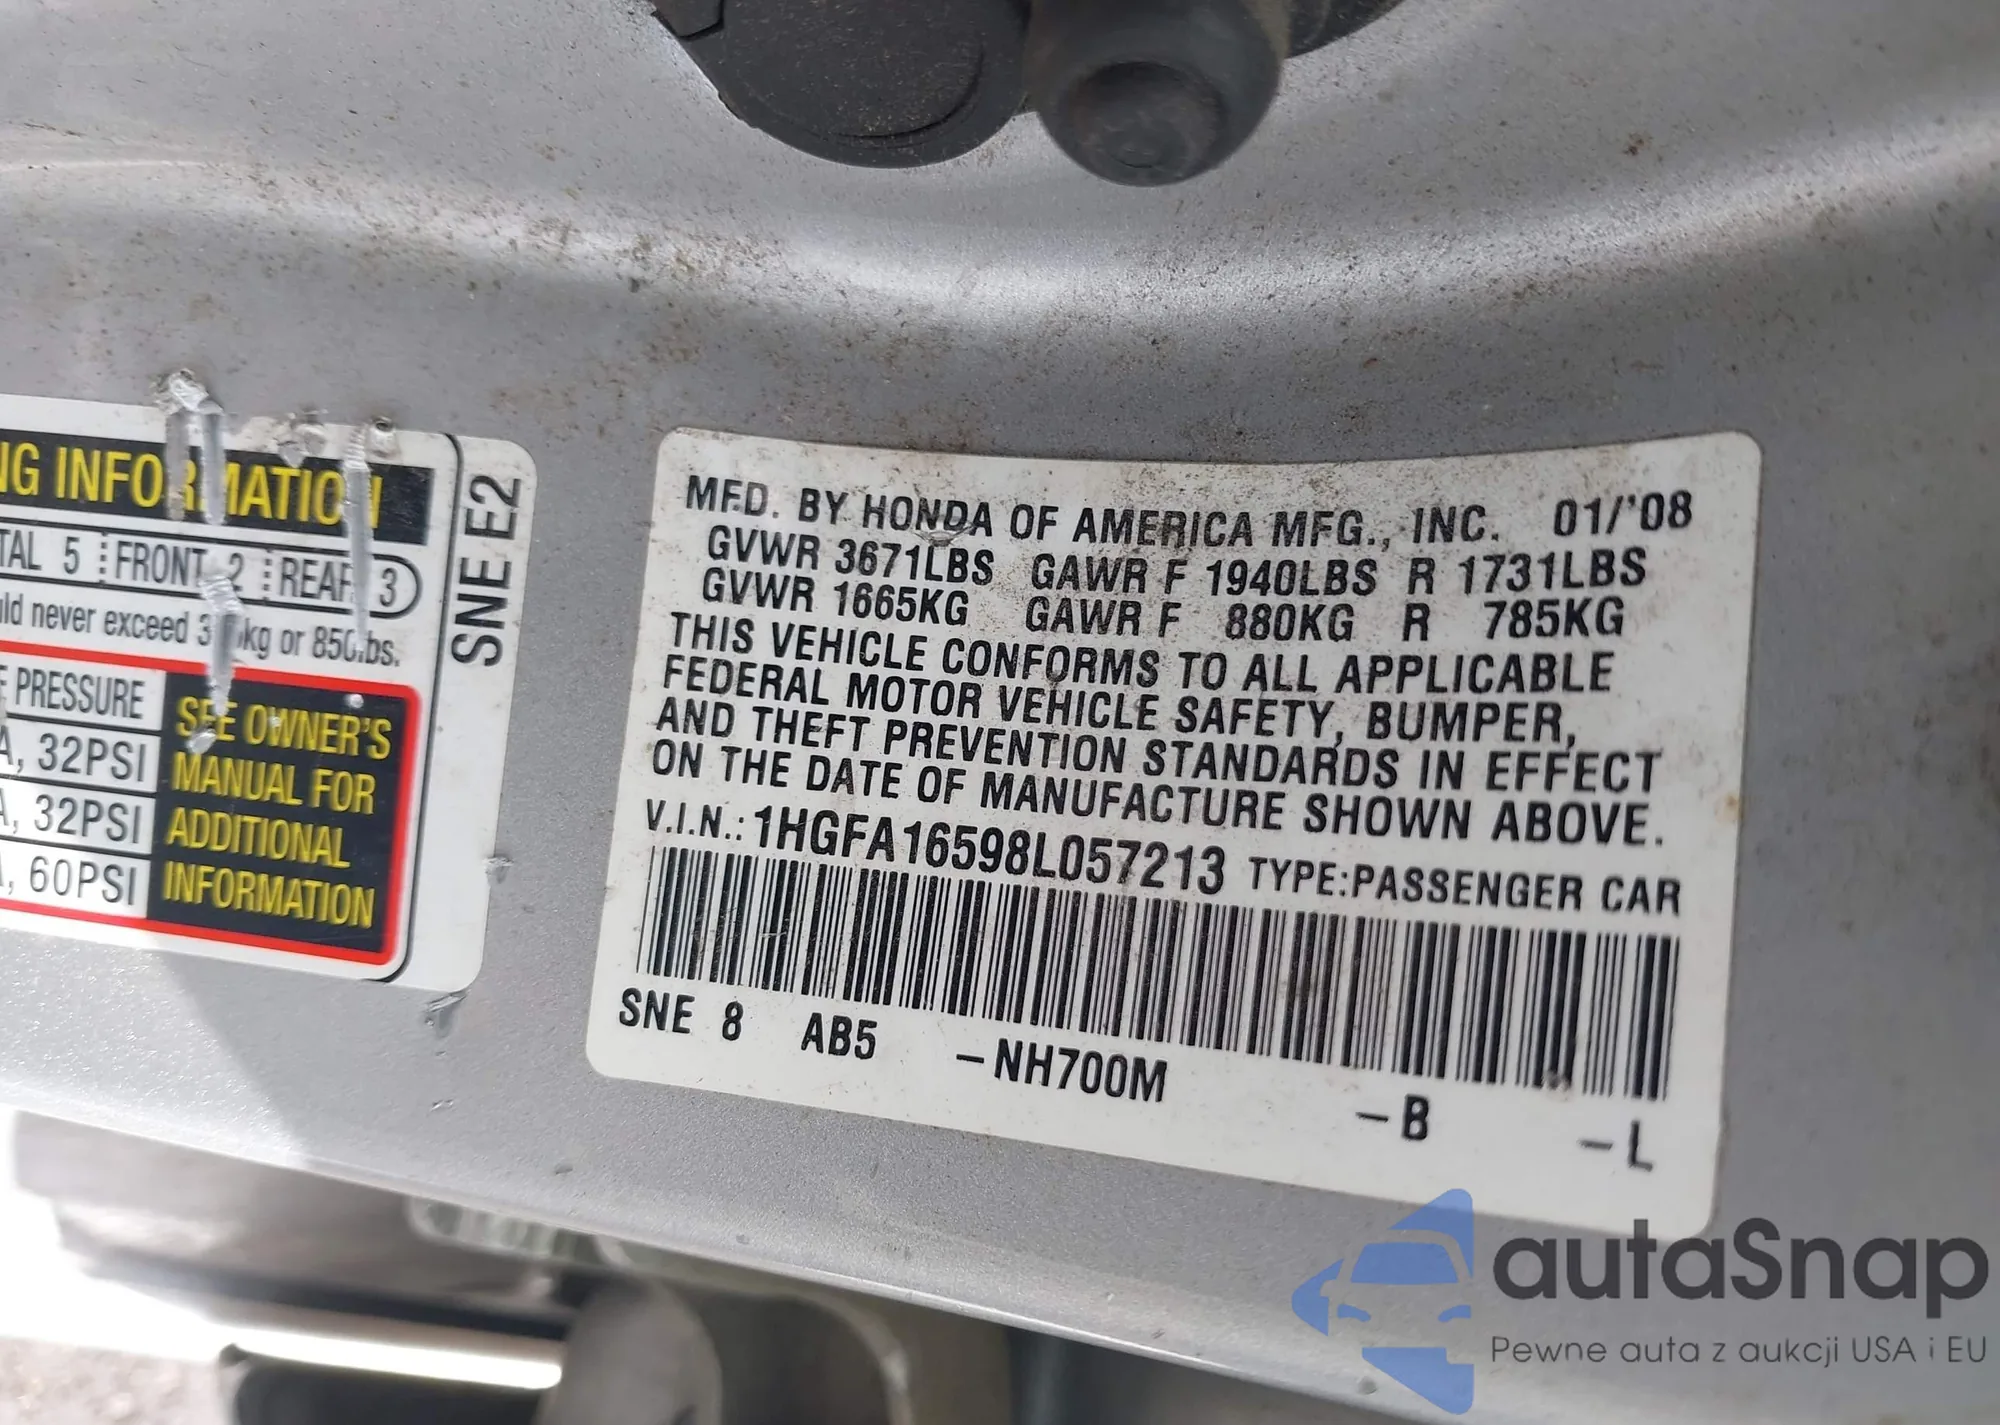 NG INFORMATION
TAL 5 FRONT 2 REAR 3
uld never exceed kg or 850lbs.
E PRESSURE
A, 32PSI
A, 32PSI
A, 60PSI
SEE OWNER'S
MANUAL FOR
ADDITIONAL
INFORMATION
SNE E2
MFD. BY HONDA OF AMERICA MFG., INC. 01/'08
GVWR 3671LBS GAWR F 1940LBS R 1731LBS
GVWR 1665KG GAWR F 880KG R 785KG
THIS VEHICLE CONFORMS TO ALL APPLICABLE
FEDERAL MOTOR VEHICLE SAFETY, BUMPER,
AND THEFT PREVENTION STANDARDS IN EFFECT
ON THE DATE OF MANUFACTURE SHOWN ABOVE.
V.I.N.: 1HGFA16598L057213 TYPE:PASSENGER CAR
SNE 8 AB5 -NH700M -B -L
autaSnap
Pewne auta z aukcji USA i EU